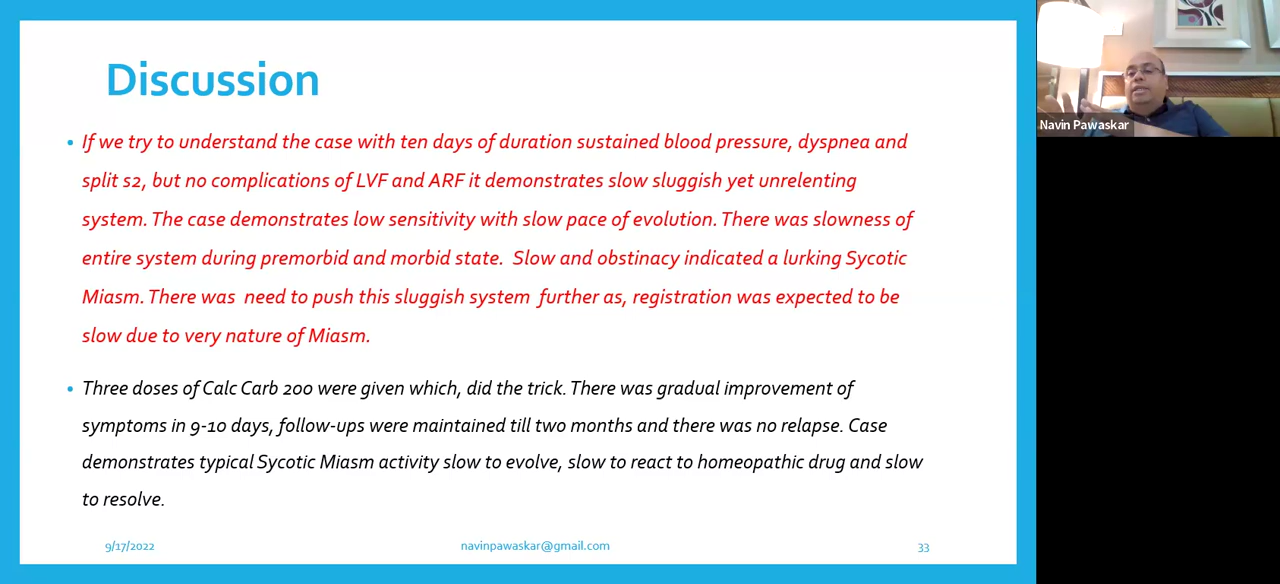 Discussion
• If we try to understand the case with ten days of duration sustained blood pressure, dyspnea and
split s2, but no complications of LVF and ARF it demonstrates slow sluggish yet unrelenting
system. The case demonstrates low sensitivity with slow pace of evolution. There was slowness of
entire system during premorbid and morbid state.  Slow and obstinacy indicated a lurking Sycotic
Miasm. There was  need to push this sluggish system  further as, registration was expected to be
slow due to very nature of Miasm.
• Three doses of Calc Carb 200 were given which, did the trick. There was gradual improvement of
symptoms in 9-10 days, follow-ups were maintained till two months and there was no relapse. Case
demonstrates typical Sycotic Miasm activity slow to evolve, slow to react to homeopathic drug and slow
to resolve.
9/17/2022
navinpawaskar@gmail.com
33
Navin Pawaskar